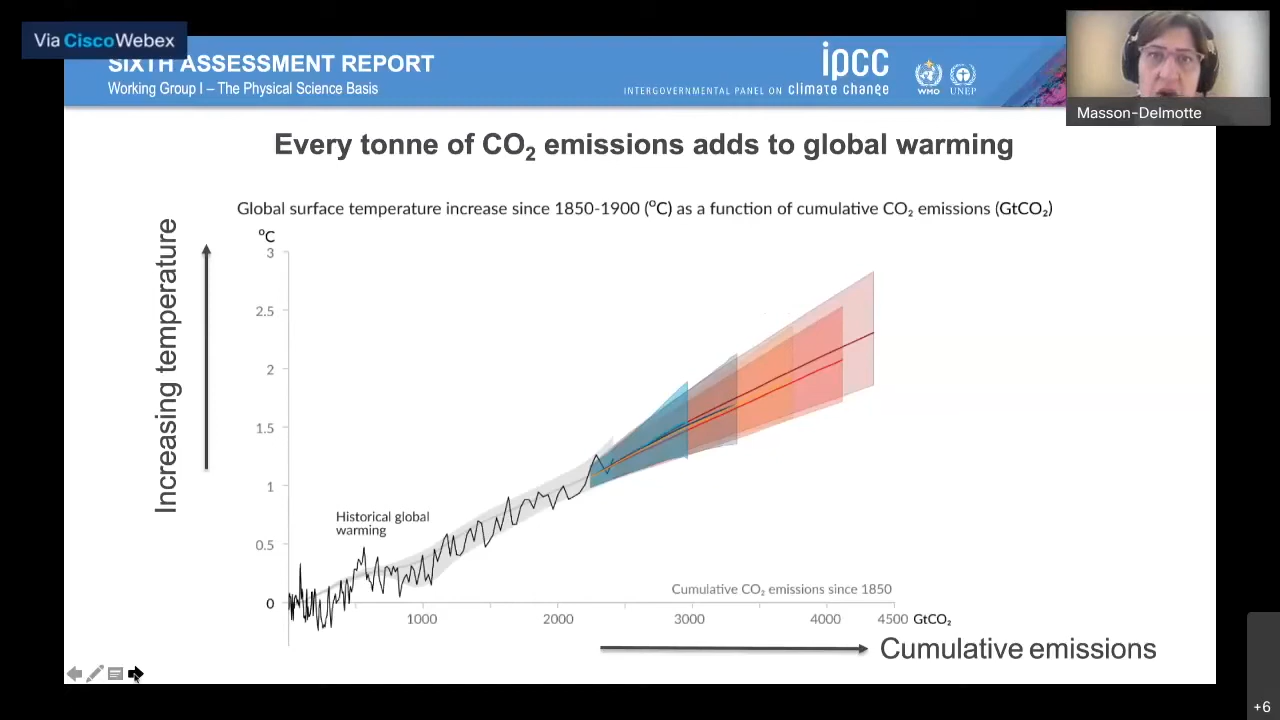 Via Cisco Webex
SIXTH ASSESSMENT REPORT
Working Group I – The Physical Science Basis
ipcc
INTERGOVERNMENTAL PANEL ON climate change
WMO
UNEP
Masson-Delmotte
Every tonne of CO₂ emissions adds to global warming
Global surface temperature increase since 1850-1900 (°C) as a function of cumulative CO₂ emissions (GtCO₂)
°C
3
2.5
2
1.5
1
0.5
0
Increasing temperature
Historical global
warming
Cumulative CO₂ emissions since 1850
1000
2000
3000
4000
4500 GtCO₂
Cumulative emissions
+6